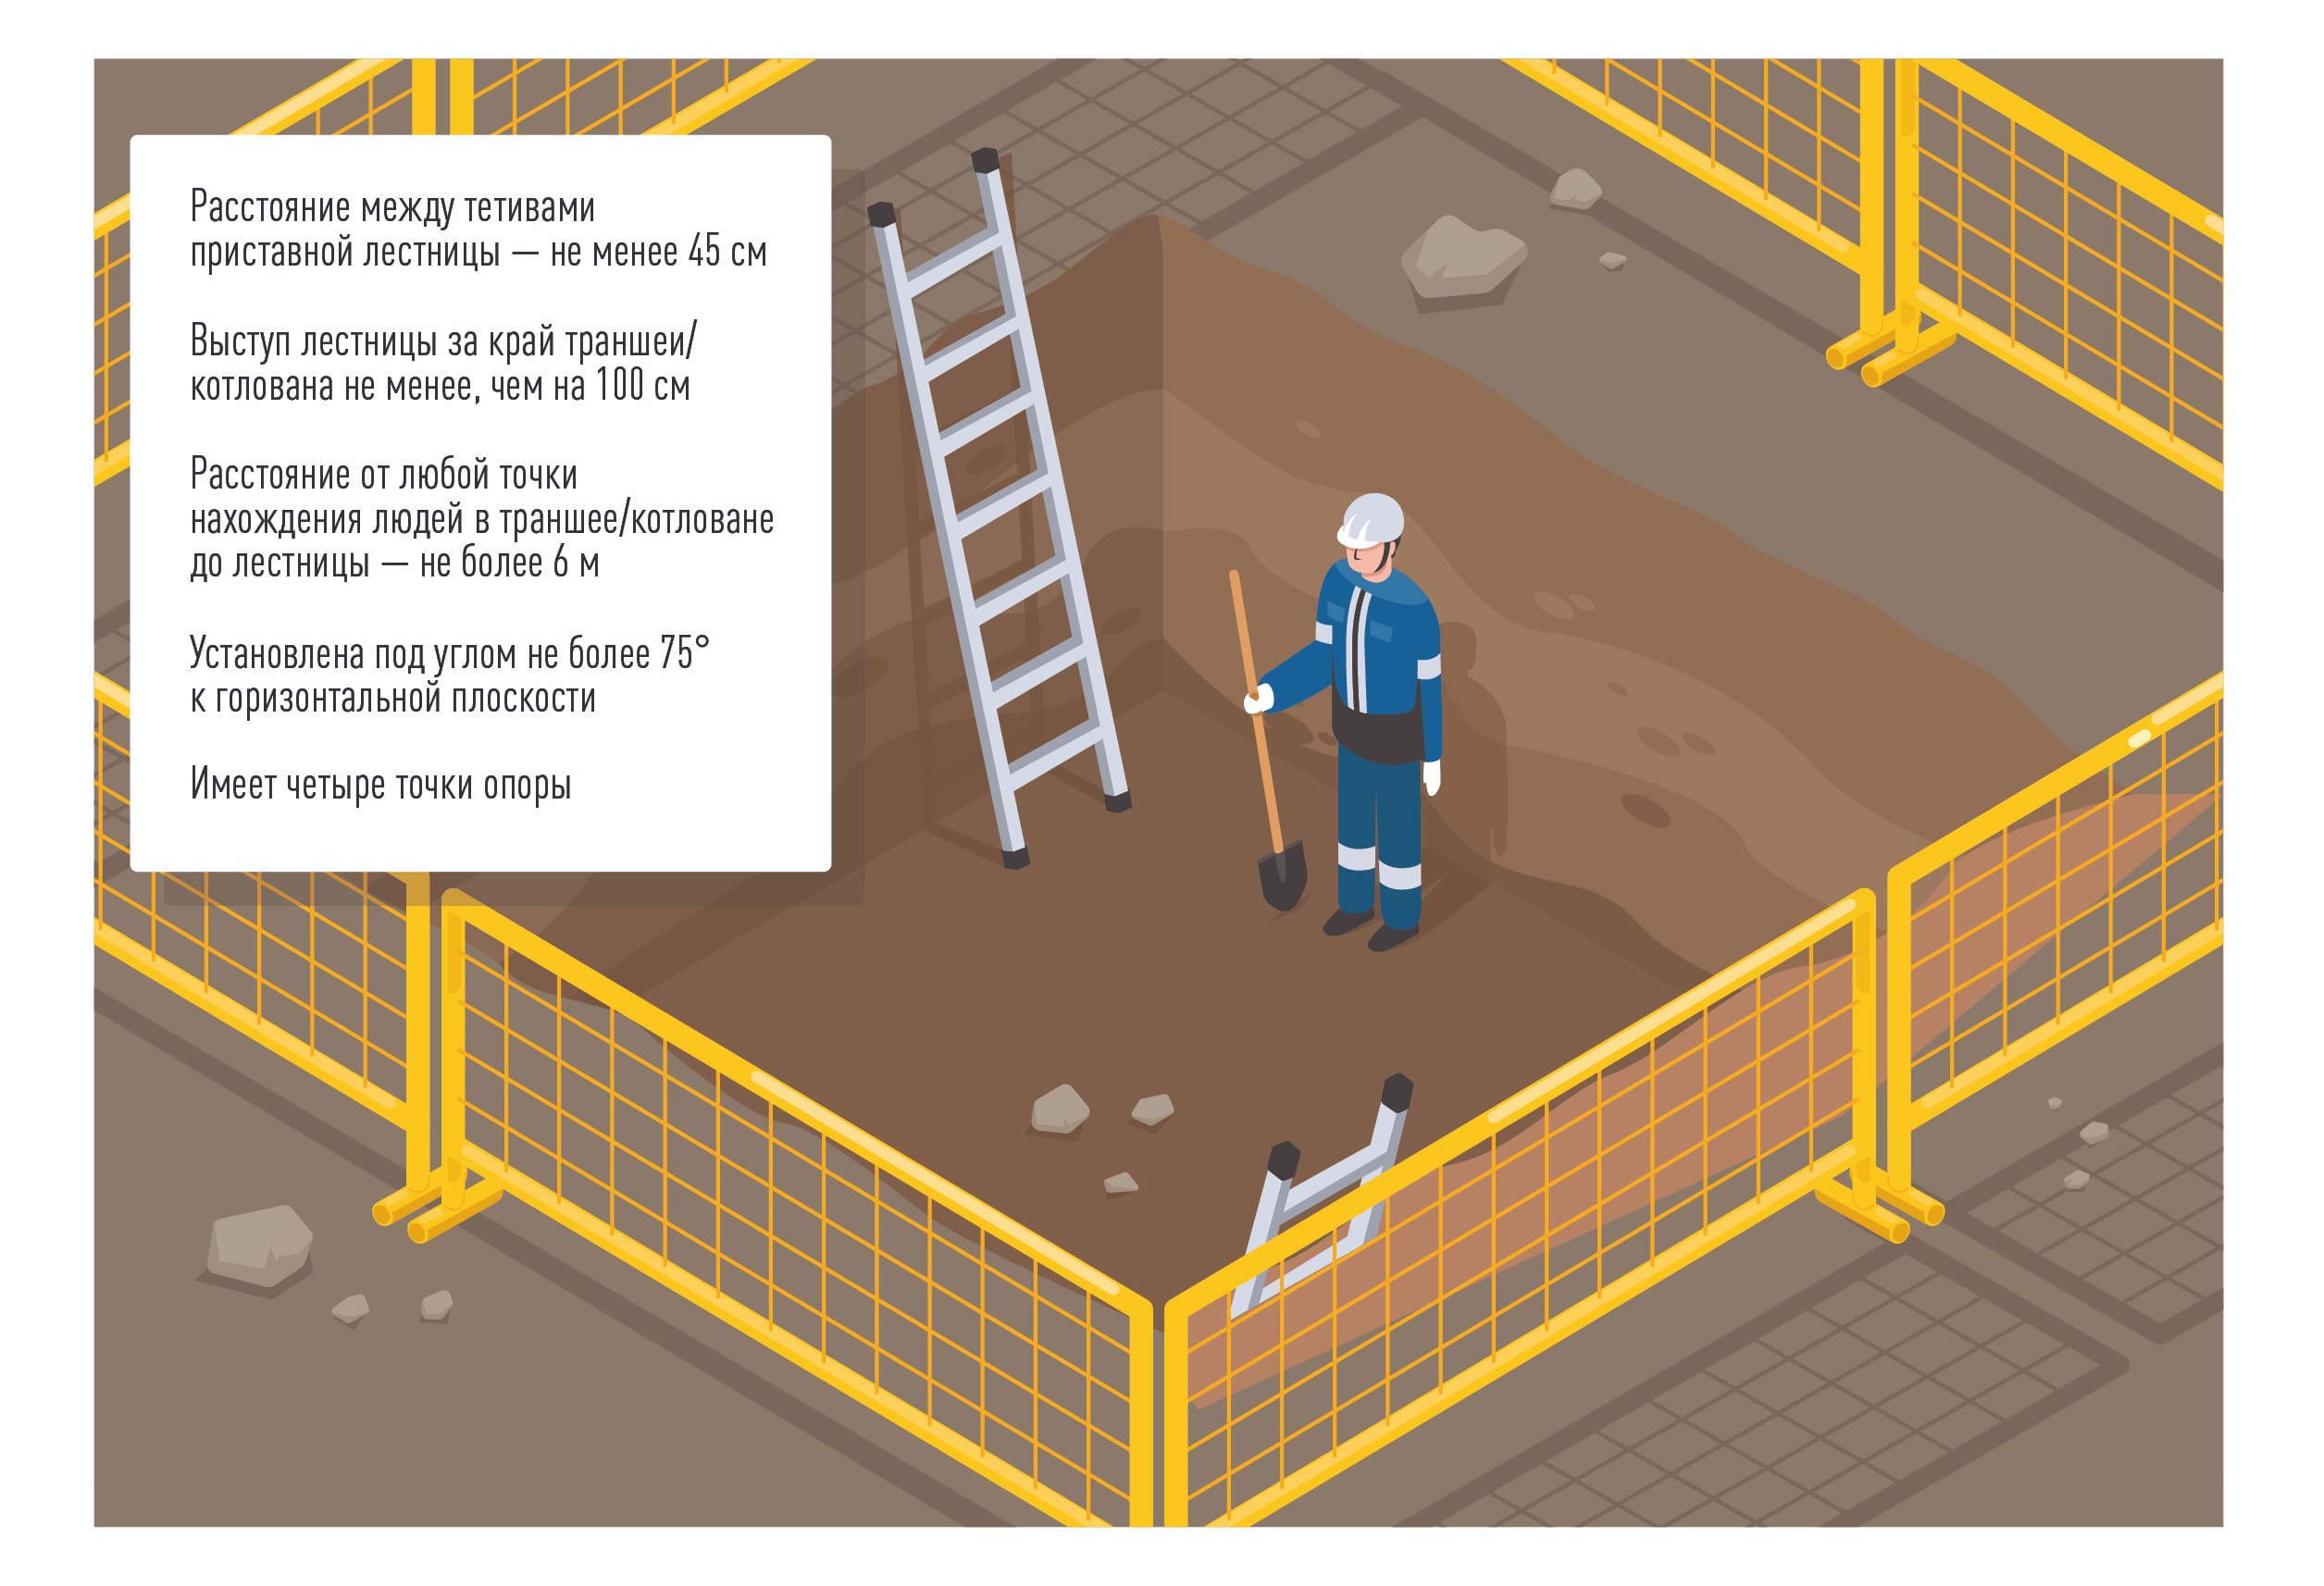 Расстояние между тетивами
приставной лестницы — не менее 45 см
Выступ лестницы за край траншеи/
котлована не менее, чем на 100 см
Расстояние от любой точки
нахождения людей в траншее/котловане
до лестницы — не более 6 м
Установлена под углом не более 75°
к горизонтальной плоскости
Имеет четыре точки опоры